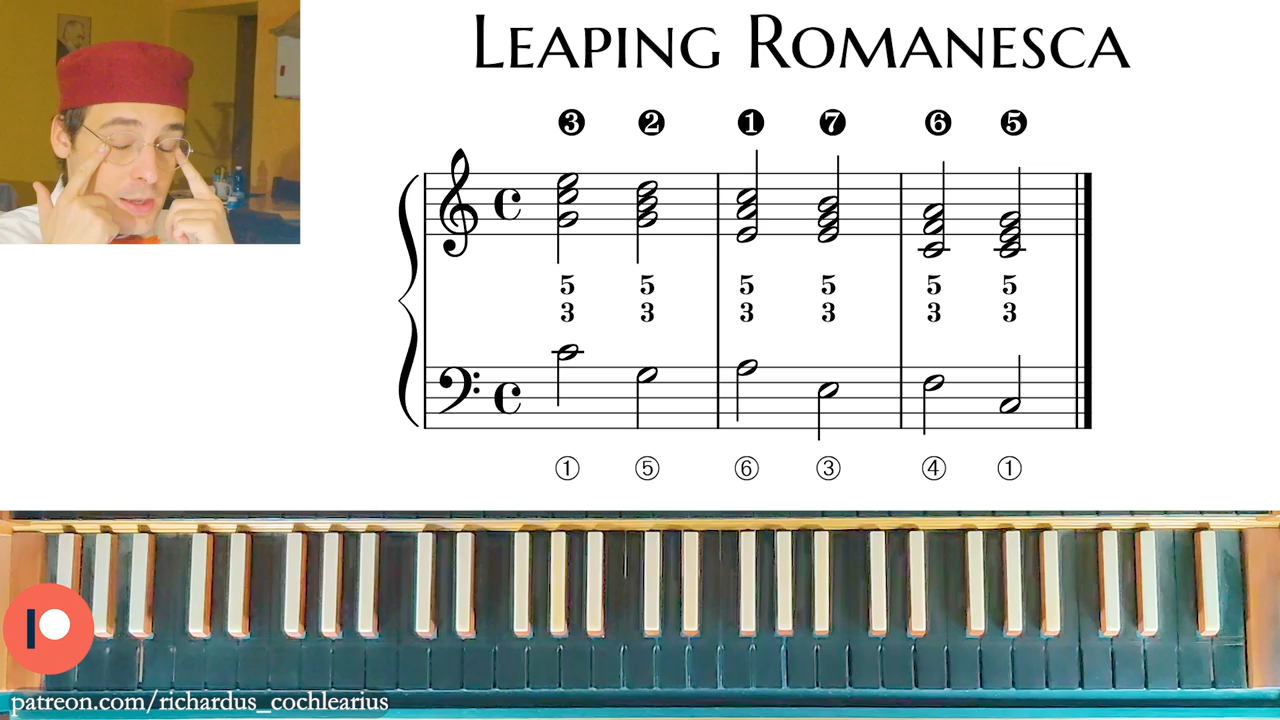 Leaping Romanesca
❸ ❷ ❶ ❼ ❻ ❺
5 5 5 5 5 5
3 3 3 3 3 3
① ⑤ ⑥ ③ ④ ①
patreon.com/richardus_cochlearius